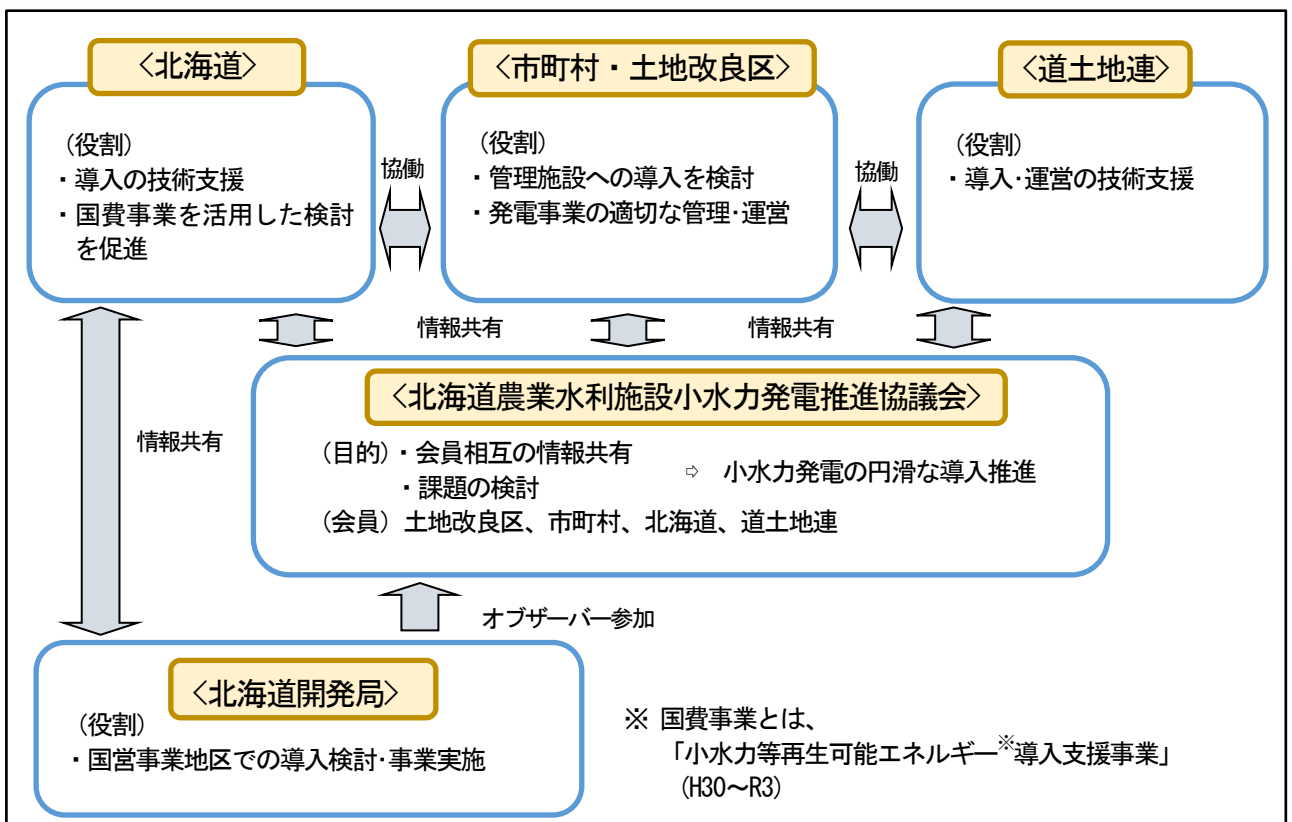 〈北海道〉
(役割)
・導入の技術支援
・国費事業を活用した検討
を促進
協働
〈市町村・土地改良区〉
(役割)
・管理施設への導入を検討
・発電事業の適切な管理･運営
協働
〈道土地連〉
(役割)
・導入･運営の技術支援
情報共有
情報共有
情報共有
〈北海道農業水利施設小水力発電推進協議会〉
(目的)・会員相互の情報共有
・課題の検討
⇨ 小水力発電の円滑な導入推進
(会員) 土地改良区、市町村、北海道、道土地連
オブザーバー参加
〈北海道開発局〉
(役割)
・国営事業地区での導入検討･事業実施
※ 国費事業とは、
「小水力等再生可能エネルギー※導入支援事業」
(H30～R3)